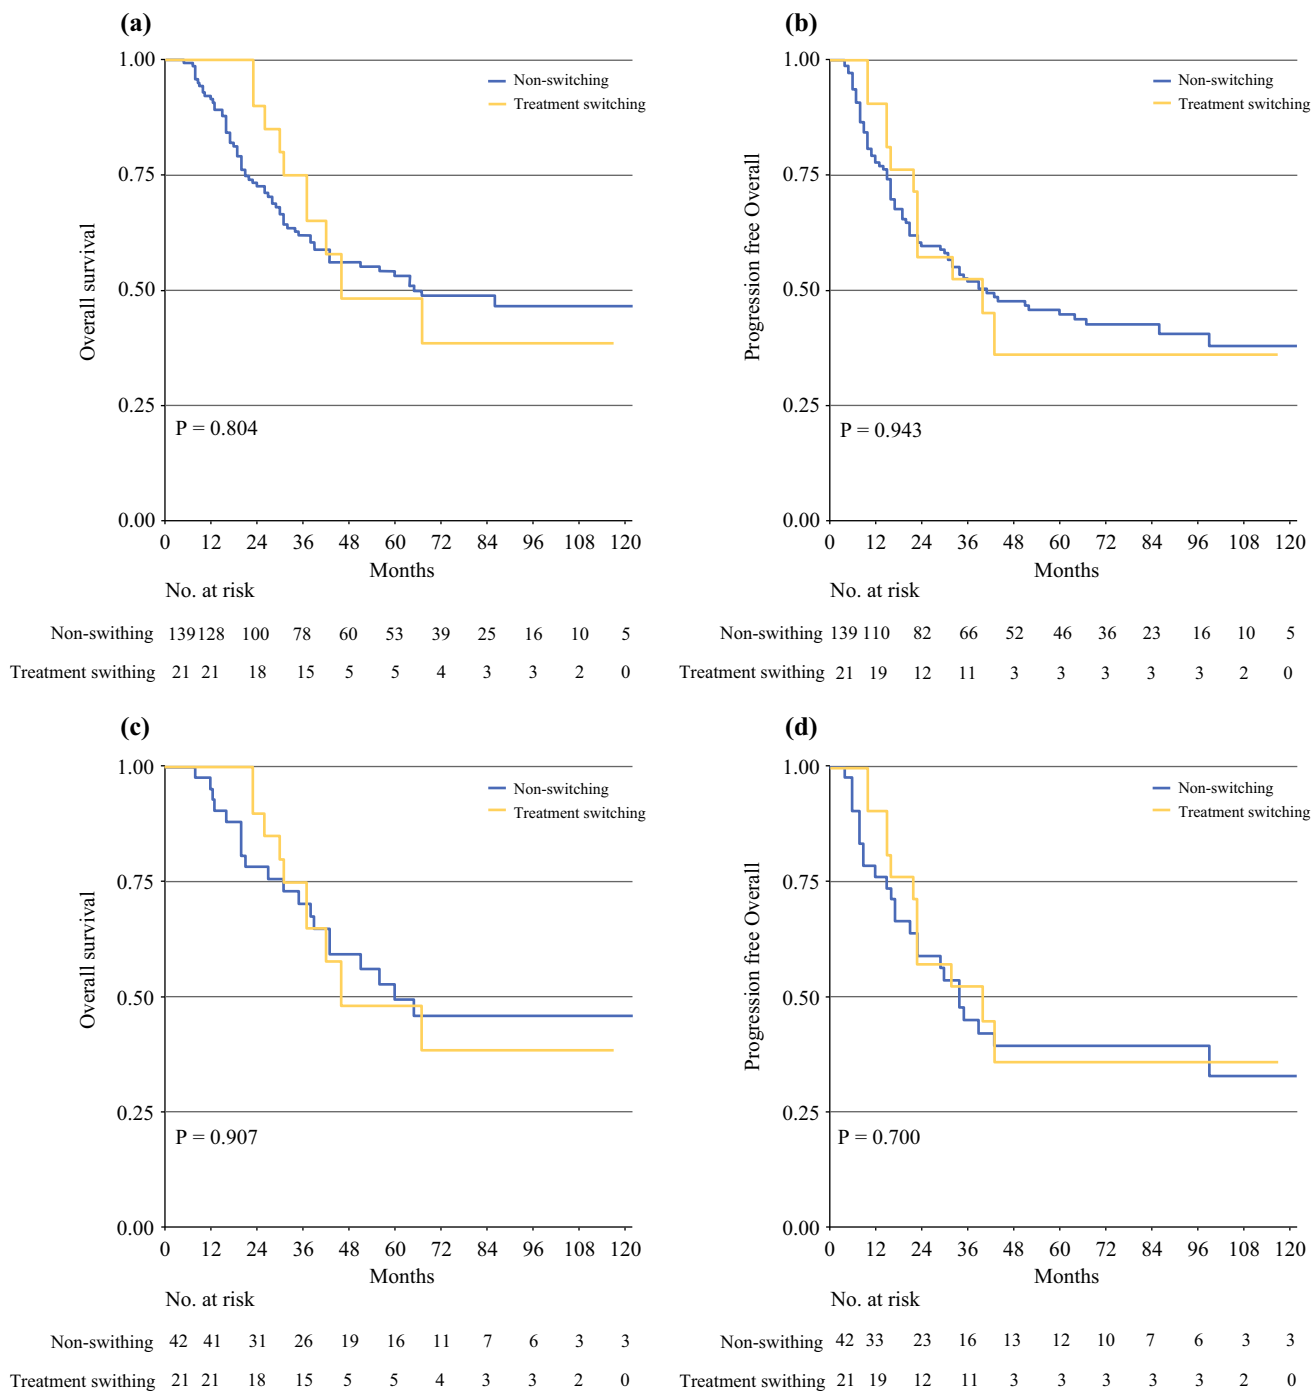 (a)
1.00
0.75
0.50
0.25
0.00
Overall survival
Non-switching
Treatment switching
P = 0.804
0 12 24 36 48 60 72 84 96 108 120
Months
No. at risk
Non-swithing 139 128 100 78 60 53 39 25 16 10 5
Treatment swithing 21 21 18 15 5 5 4 3 3 2 0
(b)
1.00
0.75
0.50
0.25
0.00
Progression free Overall
Non-switching
Treatment switching
P = 0.943
0 12 24 36 48 60 72 84 96 108 120
Months
No. at risk
Non-swithing 139 110 82 66 52 46 36 23 16 10 5
Treatment swithing 21 19 12 11 3 3 3 3 3 2 0
(c)
1.00
0.75
0.50
0.25
0.00
Overall survival
Non-switching
Treatment switching
P = 0.907
0 12 24 36 48 60 72 84 96 108 120
Months
No. at risk
Non-swithing 42 41 31 26 19 16 11 7 6 3 3
Treatment swithing 21 21 18 15 5 5 4 3 3 2 0
(d)
1.00
0.75
0.50
0.25
0.00
Progression free Overall
Non-switching
Treatment switching
P = 0.700
0 12 24 36 48 60 72 84 96 108 120
Months
No. at risk
Non-swithing 42 33 23 16 13 12 10 7 6 3 3
Treatment swithing 21 19 12 11 3 3 3 3 3 2 0